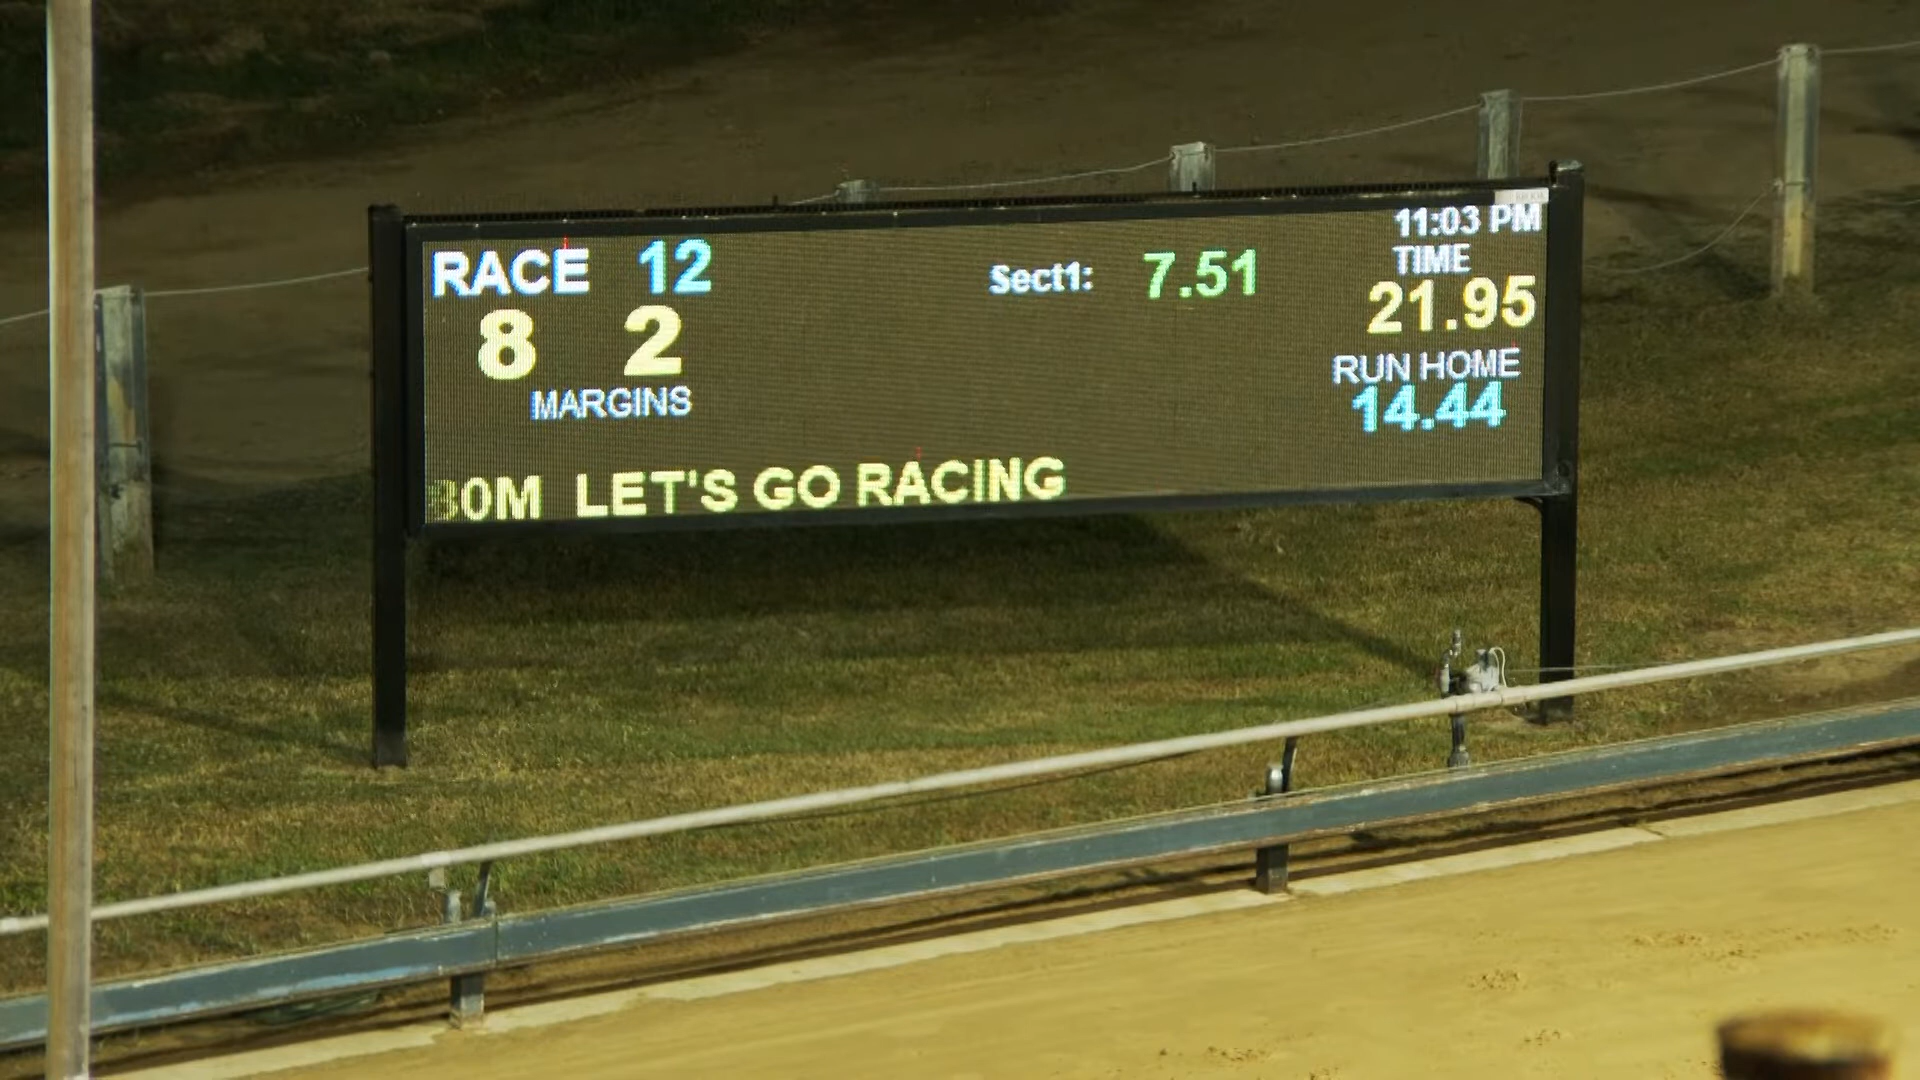 11:03 PM
RACE 12
Sect1: 7.51
TIME
21.95
8 2
RUN HOME
14.44
MARGINS
30M LET'S GO RACING